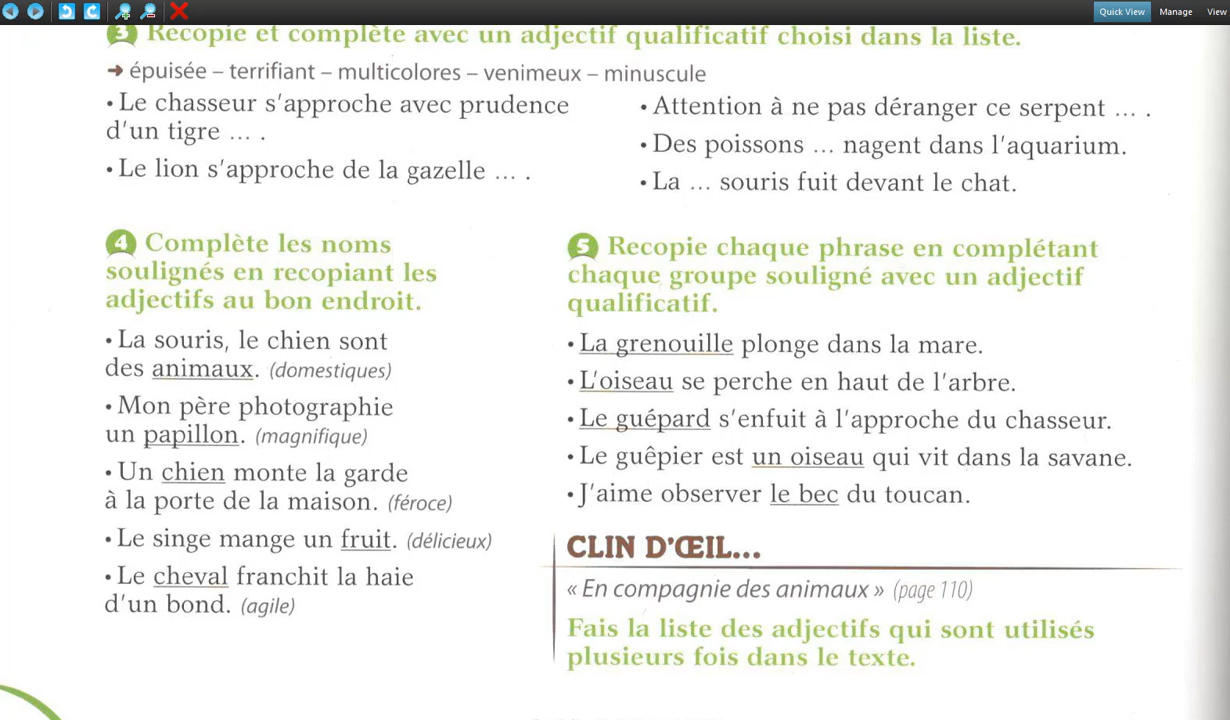 Quick View Manage View
3 Recopie et complète avec un adjectif qualificatif choisi dans la liste.
➜ épuisée – terrifiant – multicolores – venimeux – minuscule
• Le chasseur s'approche avec prudence
d'un tigre ... .
• Le lion s'approche de la gazelle ... .
• Attention à ne pas déranger ce serpent ... .
• Des poissons ... nagent dans l'aquarium.
• La ... souris fuit devant le chat.
4 Complète les noms
soulignés en recopiant les
adjectifs au bon endroit.
• La souris, le chien sont
des animaux. (domestiques)
• Mon père photographie
un papillon. (magnifique)
• Un chien monte la garde
à la porte de la maison. (féroce)
• Le singe mange un fruit. (délicieux)
• Le cheval franchit la haie
d'un bond. (agile)
5 Recopie chaque phrase en complétant
chaque groupe souligné avec un adjectif
qualificatif.
• La grenouille plonge dans la mare.
• L'oiseau se perche en haut de l'arbre.
• Le guépard s'enfuit à l'approche du chasseur.
• Le guêpier est un oiseau qui vit dans la savane.
• J'aime observer le bec du toucan.
CLIN D'ŒIL...
« En compagnie des animaux » (page 110)
Fais la liste des adjectifs qui sont utilisés
plusieurs fois dans le texte.